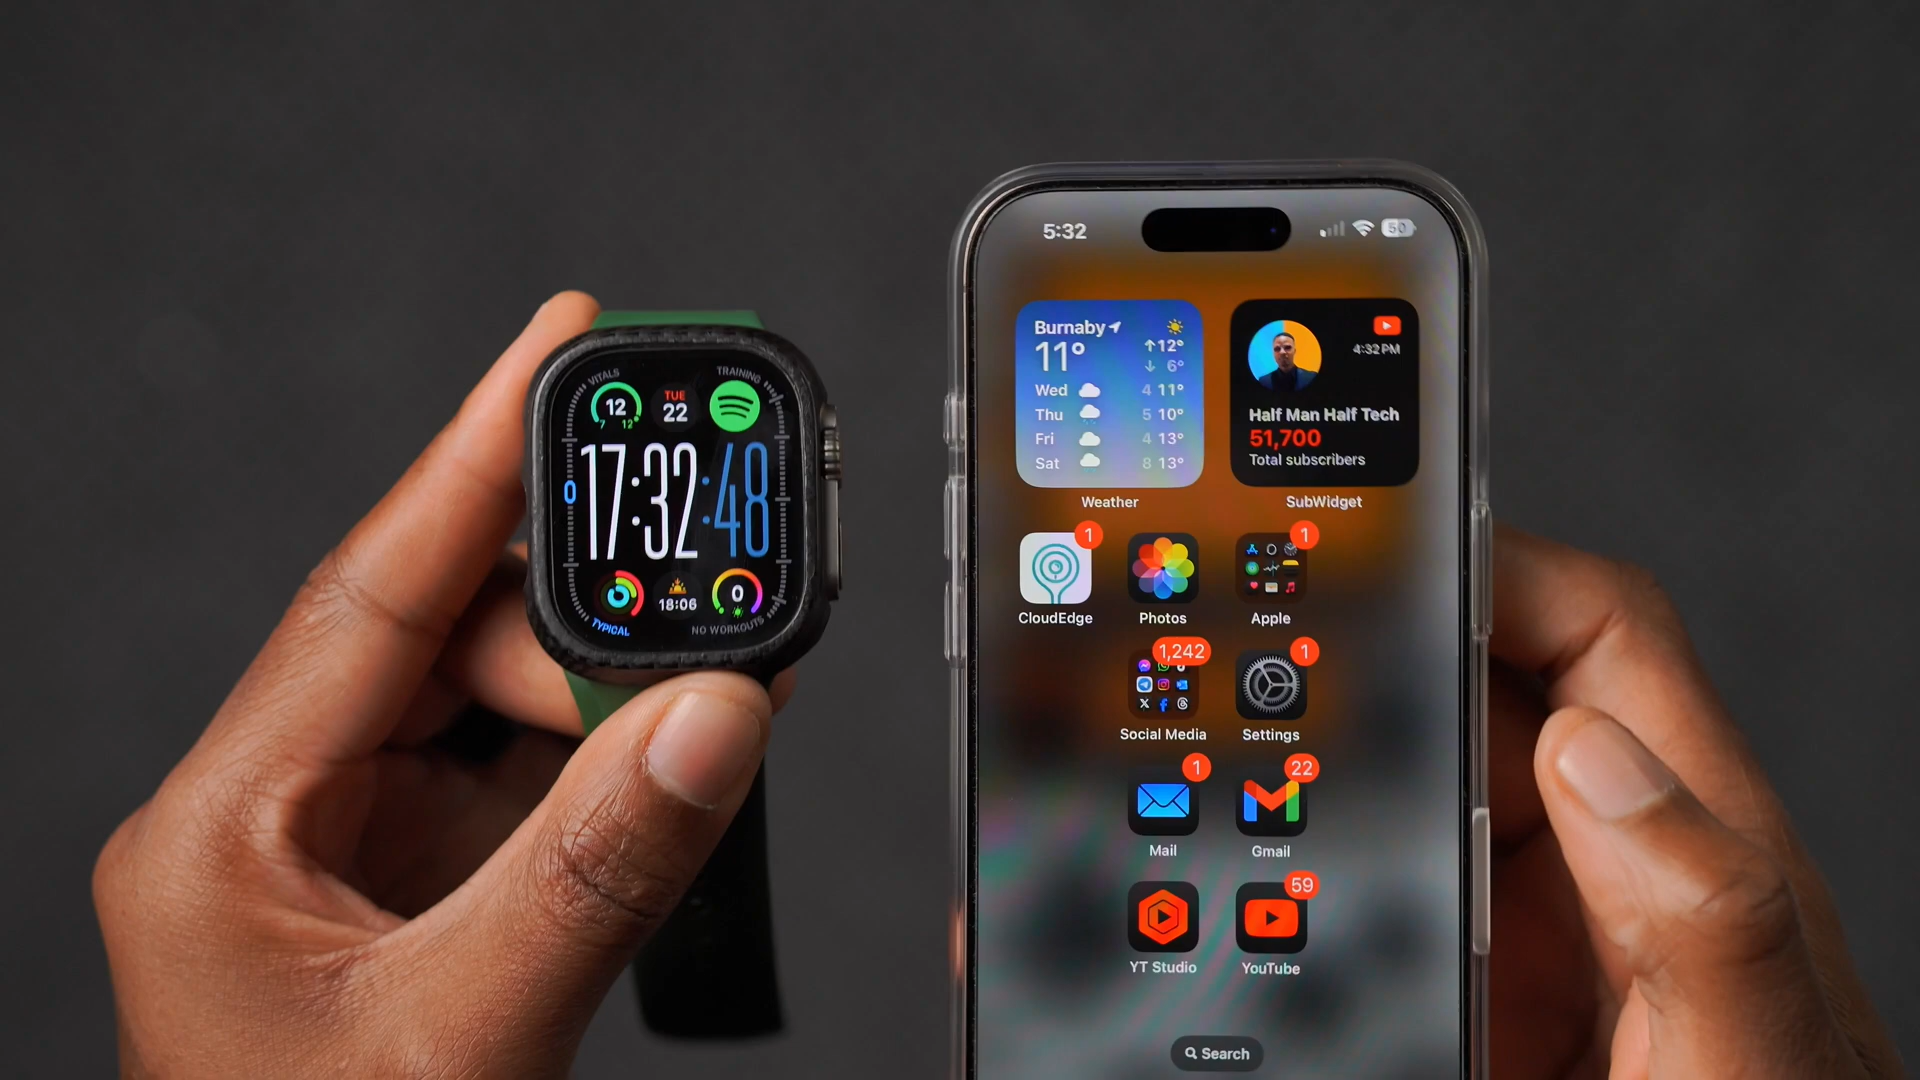 VITALS
TRAINING
12
7 12
TUE
22
17:32:48
TYPICAL
18:06
0
NO WORKOUTS
5:32
50
Burnaby
11°
↑12°
↓ 6°
Wed 4 11°
Thu 5 10°
Fri 4 13°
Sat 8 13°
Weather
4:32 PM
Half Man Half Tech
51,700
Total subscribers
SubWidget
1
CloudEdge
Photos
1
Apple
1,242
Social Media
1
Settings
1
Mail
22
Gmail
YT Studio
59
YouTube
Search